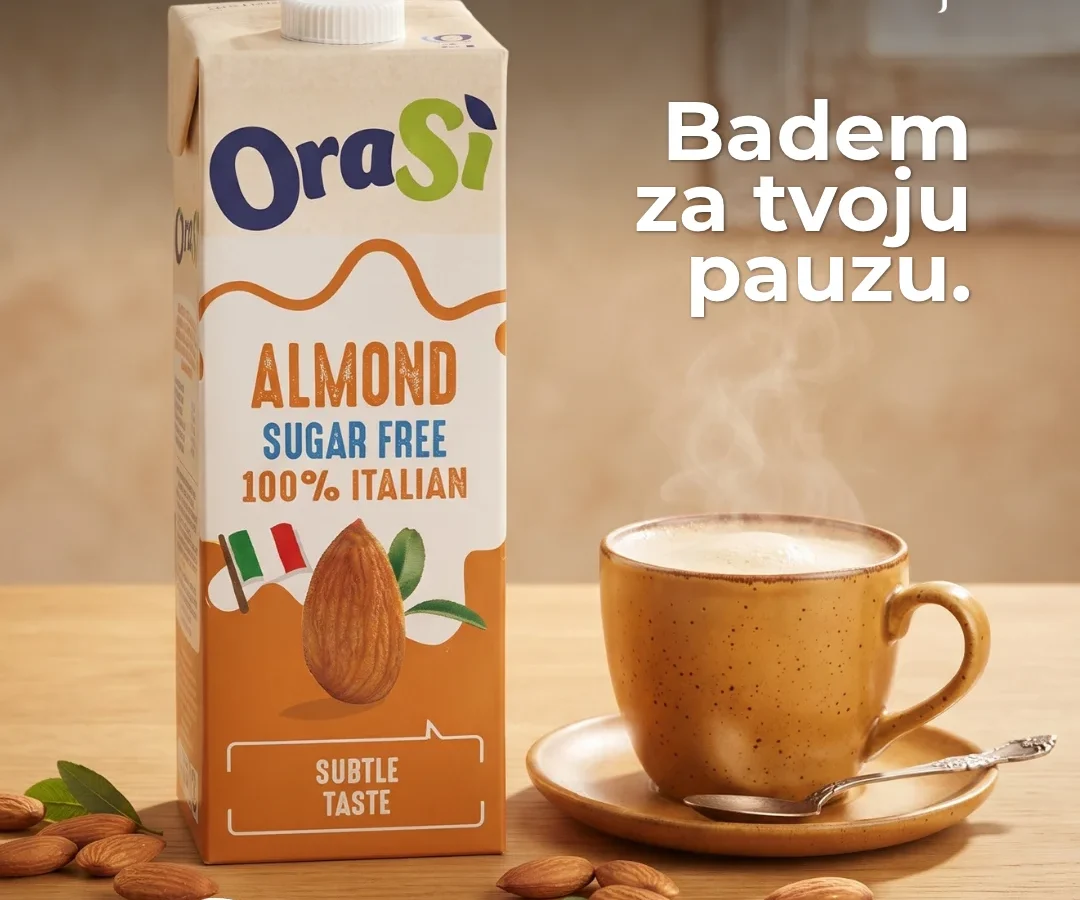 OraSì
ALMOND
SUGAR FREE
100% ITALIAN
SUBTLE
TASTE
Badem
za tvoju
pauzu.